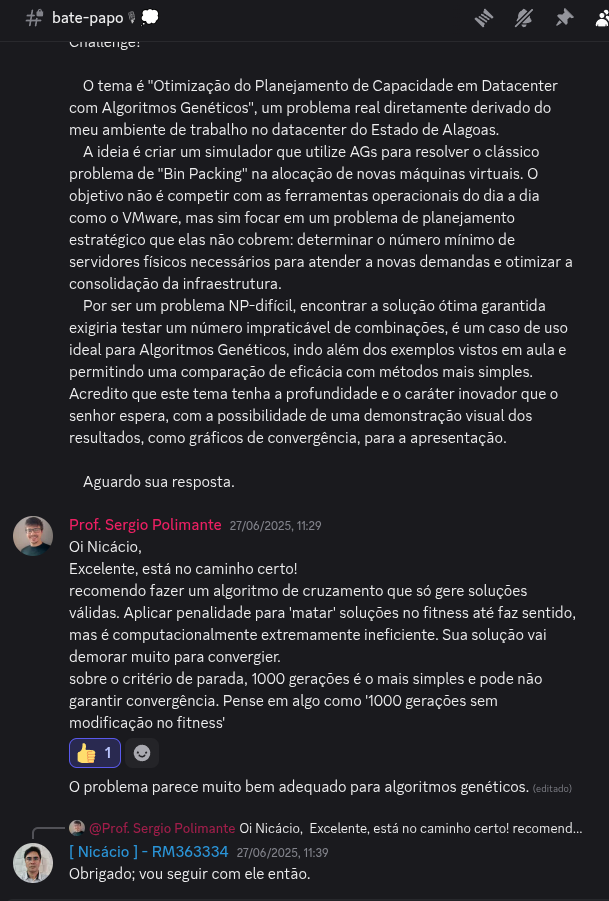 bate-papo
Challenge!
O tema é "Otimização do Planejamento de Capacidade em Datacenter
com Algoritmos Genéticos", um problema real diretamente derivado do
meu ambiente de trabalho no datacenter do Estado de Alagoas.
A ideia é criar um simulador que utilize AGs para resolver o clássico
problema de "Bin Packing" na alocação de novas máquinas virtuais. O
objetivo não é competir com as ferramentas operacionais do dia a dia
como o VMware, mas sim focar em um problema de planejamento
estratégico que elas não cobrem: determinar o número mínimo de
servidores físicos necessários para atender a novas demandas e otimizar a
consolidação da infraestrutura.
Por ser um problema NP-difícil, encontrar a solução ótima garantida
exigiria testar um número impraticável de combinações, é um caso de uso
ideal para Algoritmos Genéticos, indo além dos exemplos vistos em aula e
permitindo uma comparação de eficácia com métodos mais simples.
Acredito que este tema tenha a profundidade e o caráter inovador que o
senhor espera, com a possibilidade de uma demonstração visual dos
resultados, como gráficos de convergência, para a apresentação.
Aguardo sua resposta.
Prof. Sergio Polimante 27/06/2025, 11:29
Oi Nicácio,
Excelente, está no caminho certo!
recomendo fazer um algoritmo de cruzamento que só gere soluções
válidas. Aplicar penalidade para 'matar' soluções no fitness até faz sentido,
mas é computacionalmente extremamente ineficiente. Sua solução vai
demorar muito para convergier.
sobre o critério de parada, 1000 gerações é o mais simples e pode não
garantir convergência. Pense em algo como '1000 gerações sem
modificação no fitness'
1
O problema parece muito bem adequado para algoritmos genéticos. (editado)
@Prof. Sergio Polimante Oi Nicácio, Excelente, está no caminho certo! recomend...
[ Nicácio ] - RM363334 27/06/2025, 11:39
Obrigado; vou seguir com ele então.